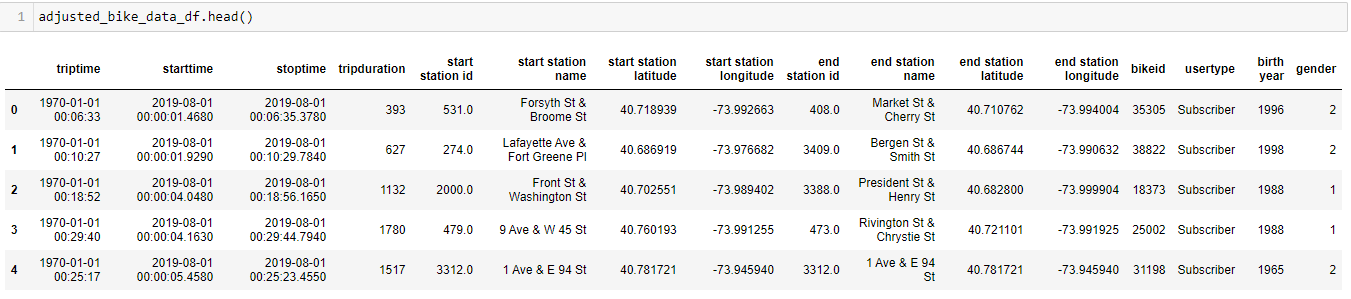 1 adjusted_bike_data_df.head()
triptime starttime stoptime tripduration start station id start station name start station latitude start station longitude end station id end station name end station latitude end station longitude bikeid usertype birth year gender
0 1970-01-01 00:06:33 2019-08-01 00:00:01.4680 2019-08-01 00:06:35.3780 393 531.0 Forsyth St & Broome St 40.718939 -73.992663 408.0 Market St & Cherry St 40.710762 -73.994004 35305 Subscriber 1996 2
1 1970-01-01 00:10:27 2019-08-01 00:00:01.9290 2019-08-01 00:10:29.7840 627 274.0 Lafayette Ave & Fort Greene Pl 40.686919 -73.976682 3409.0 Bergen St & Smith St 40.686744 -73.990632 38822 Subscriber 1998 2
2 1970-01-01 00:18:52 2019-08-01 00:00:04.0480 2019-08-01 00:18:56.1650 1132 2000.0 Front St & Washington St 40.702551 -73.989402 3388.0 President St & Henry St 40.682800 -73.999904 18373 Subscriber 1988 1
3 1970-01-01 00:29:40 2019-08-01 00:00:04.1630 2019-08-01 00:29:44.7940 1780 479.0 9 Ave & W 45 St 40.760193 -73.991255 473.0 Rivington St & Chrystie St 40.721101 -73.991925 25002 Subscriber 1988 1
4 1970-01-01 00:25:17 2019-08-01 00:00:05.4580 2019-08-01 00:25:23.4550 1517 3312.0 1 Ave & E 94 St 40.781721 -73.945940 3312.0 1 Ave & E 94 St 40.781721 -73.945940 31198 Subscriber 1965 2